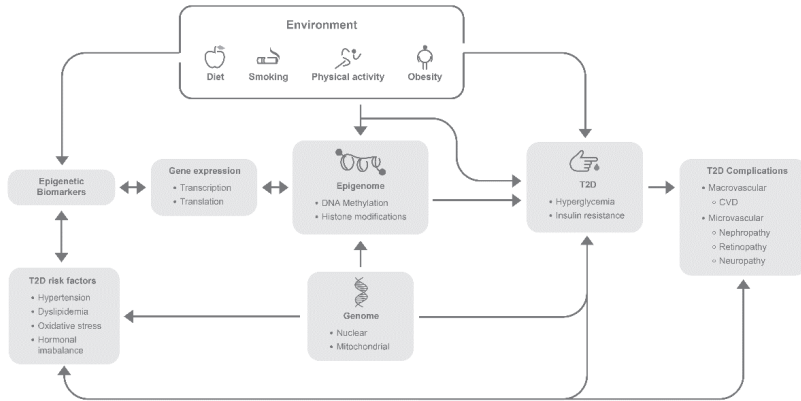 Environment
Diet
Smoking
Physical activity
Obesity
Epigenetic
Biomarkers
Gene expression
• Transcription
• Translation
Epigenome
• DNA Methylation
• Histone modifications
T2D
• Hyperglycemia
• Insulin resistance
T2D Complications
• Macrovascular
o CVD
• Microvascular
o Nephropathy
o Retinopathy
o Neuropathy
T2D risk factors
• Hypertension
• Dyslipidemia
• Oxidative stress
• Hormonal
imabalance
Genome
• Nuclear
• Mitochondrial